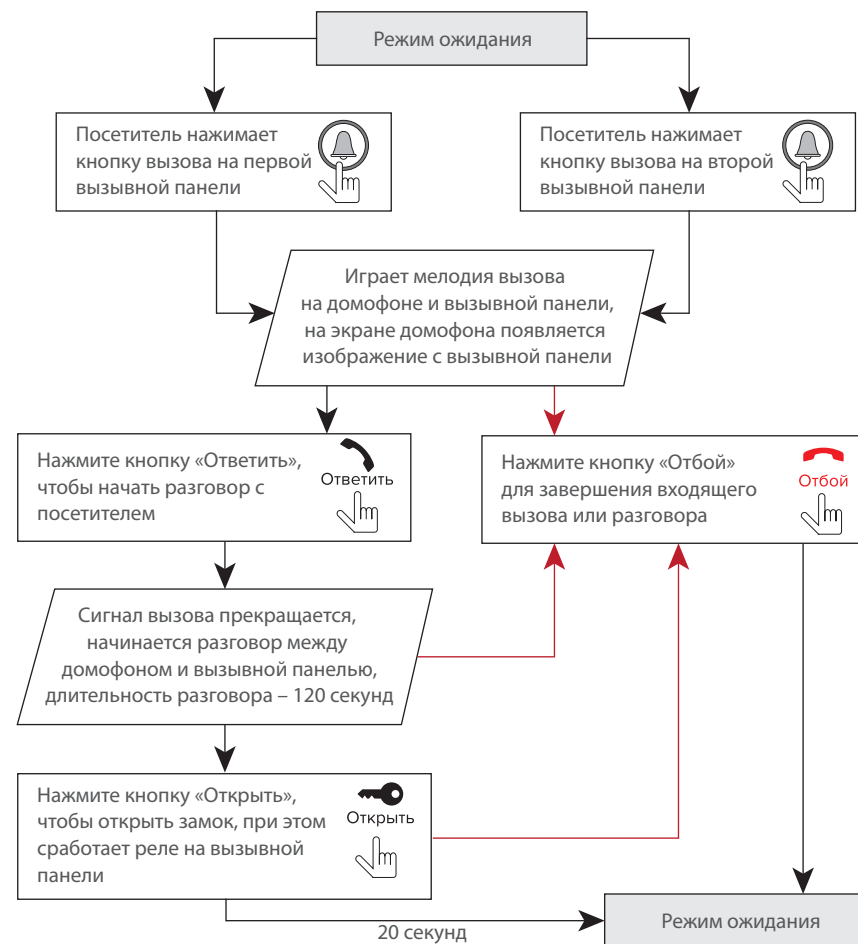 Режим ожидания
Посетитель нажимает
кнопку вызова на первой
вызывной панели
Посетитель нажимает
кнопку вызова на второй
вызывной панели
Играет мелодия вызова
на домофоне и вызывной панели,
на экране домофона появляется
изображение с вызывной панели
Нажмите кнопку «Ответить»,
чтобы начать разговор с
посетителем
Ответить
Нажмите кнопку «Отбой»
для завершения входящего
вызова или разговора
Отбой
Сигнал вызова прекращается,
начинается разговор между
домофоном и вызывной панелью,
длительность разговора – 120 секунд
Нажмите кнопку «Открыть»,
чтобы открыть замок, при этом
сработает реле на вызывной
панели
Открыть
20 секунд
Режим ожидания